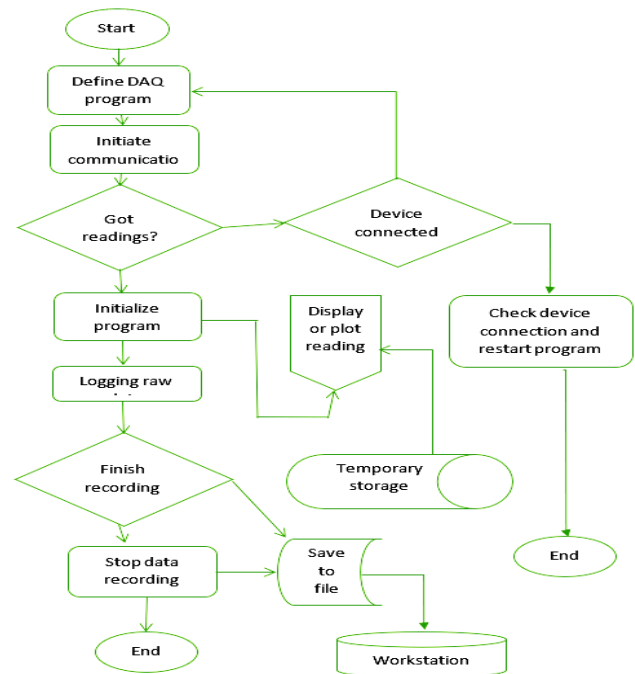 Start
Define DAQ
program
Initiate
communicatio
Got
readings?
Device
connected
Initialize
program
Display
or plot
reading
Check device
connection and
restart program
Logging raw
Finish
recording
Temporary
storage
Stop data
recording
Save
to
file
End
End
Workstation